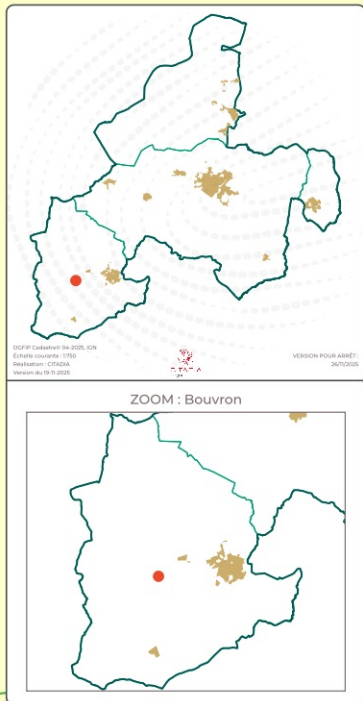 DGFIP Cadastre© 04-2025, IGN
Échelle courante : 1:750
Réalisation : CITADIA
Version du 19-11-2025
CITADIA
VERSION POUR ARRÊT :
26/11/2025
ZOOM : Bouvron